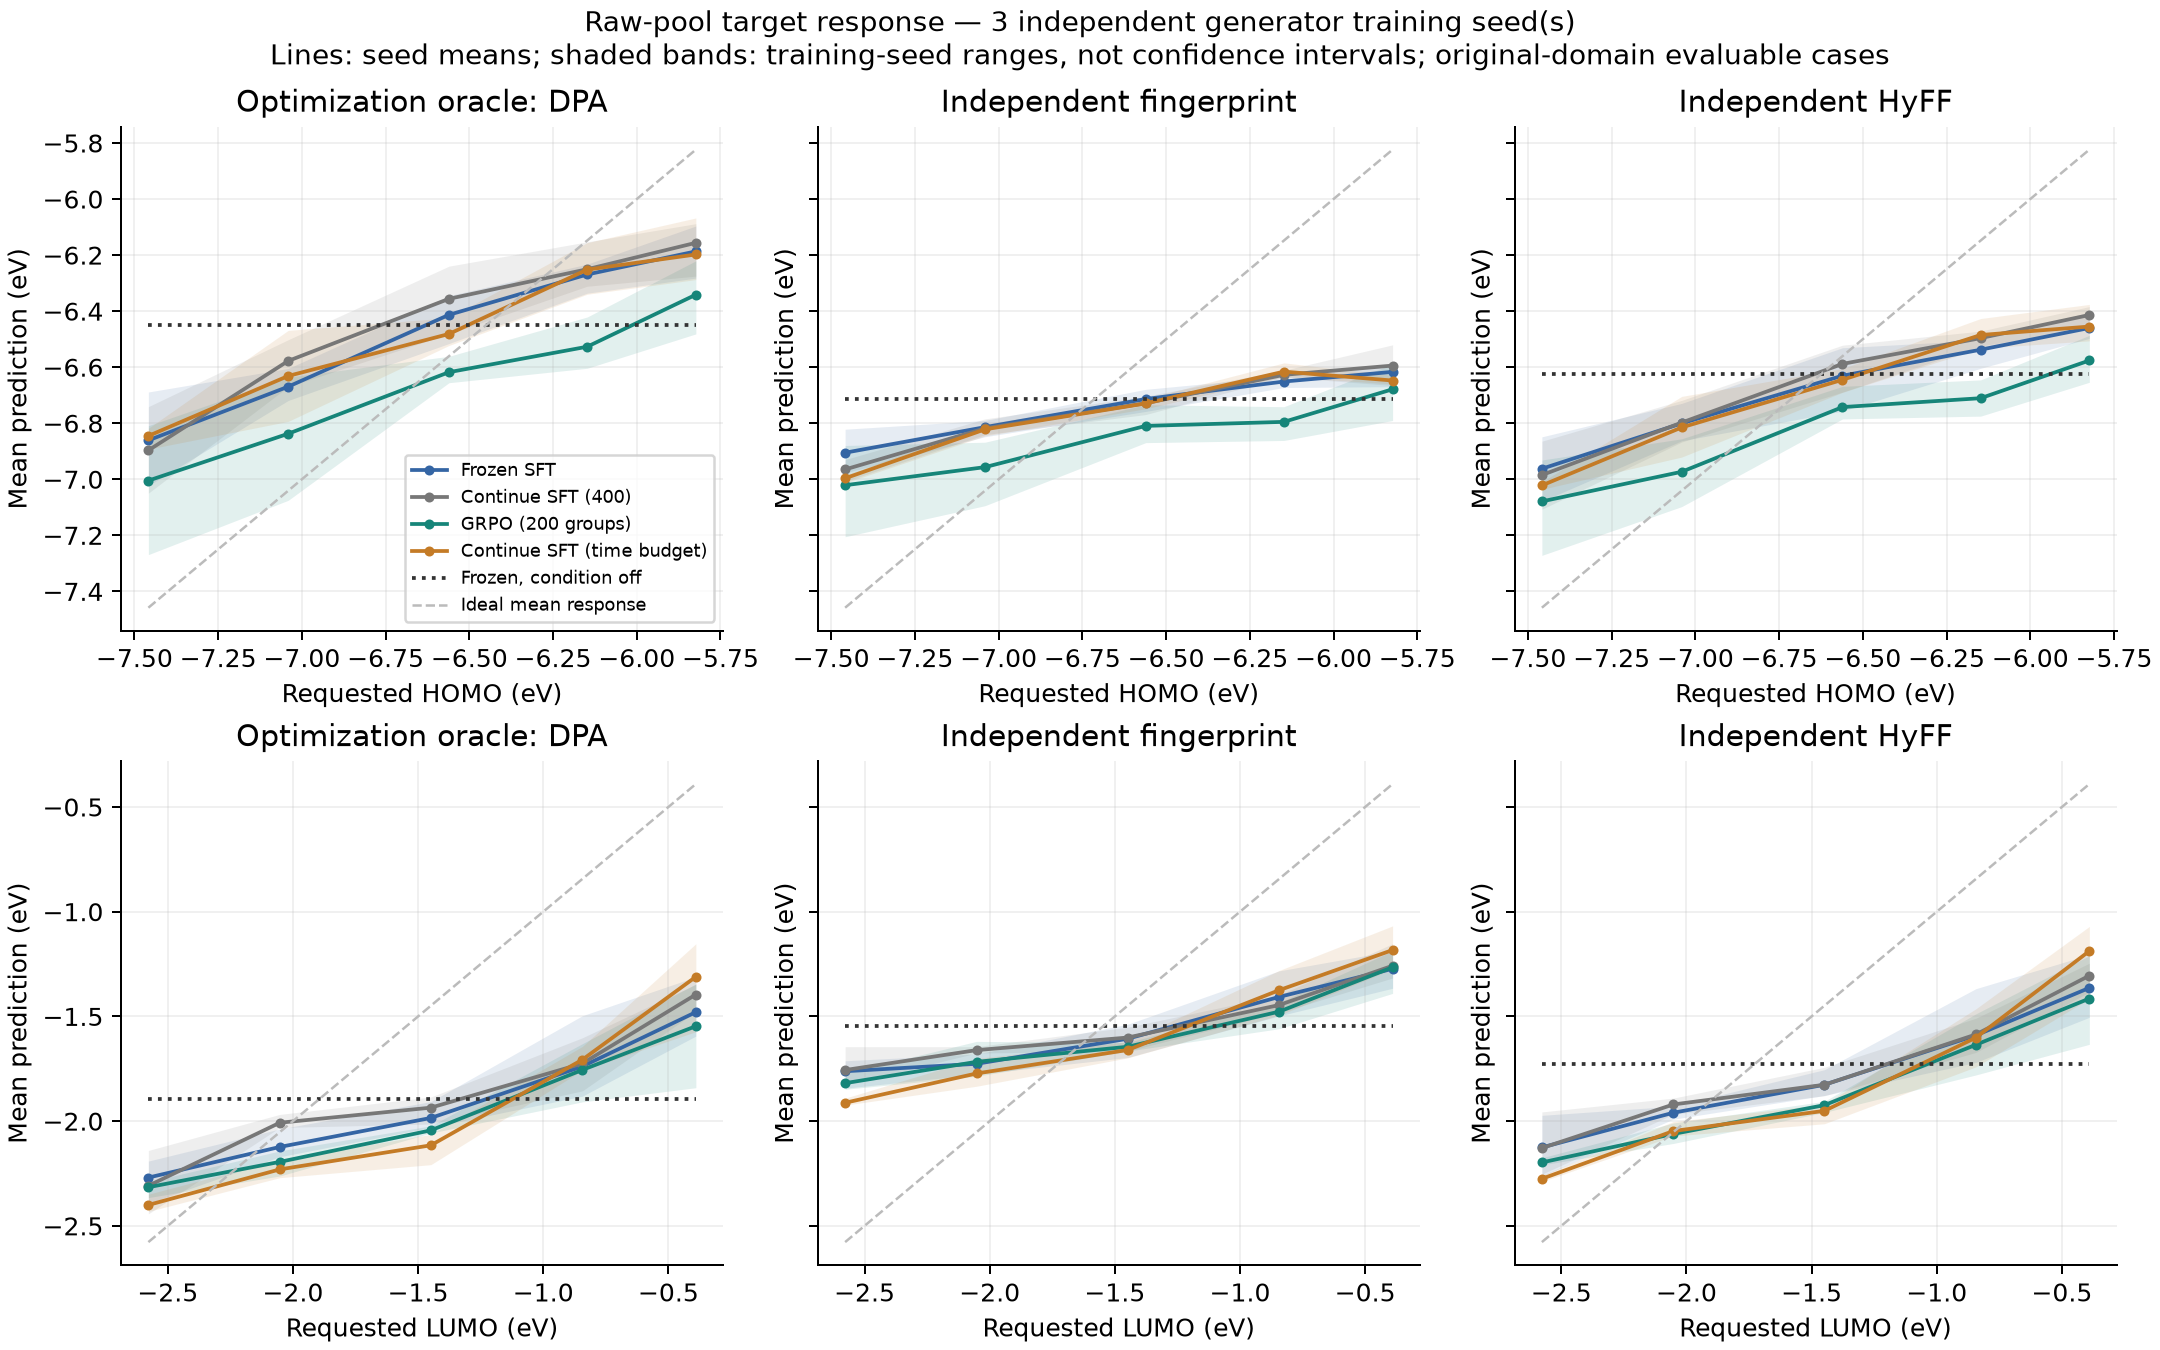 Raw-pool target response — 3 independent generator training seed(s)
Lines: seed means; shaded bands: training-seed ranges, not confidence intervals; original-domain evaluable cases
Optimization oracle: DPA
Independent fingerprint
Independent HyFF
Mean prediction (eV)
−5.8
−6.0
−6.2
−6.4
−6.6
−6.8
−7.0
−7.2
−7.4
Frozen SFT
Continue SFT (400)
GRPO (200 groups)
Continue SFT (time budget)
Frozen, condition off
Ideal mean response
−7.50 −7.25 −7.00 −6.75 −6.50 −6.25 −6.00 −5.75
Requested HOMO (eV)
Mean prediction (eV)
−7.50 −7.25 −7.00 −6.75 −6.50 −6.25 −6.00 −5.75
Requested HOMO (eV)
Mean prediction (eV)
−7.50 −7.25 −7.00 −6.75 −6.50 −6.25 −6.00 −5.75
Requested HOMO (eV)
Optimization oracle: DPA
Independent fingerprint
Independent HyFF
Mean prediction (eV)
−0.5
−1.0
−1.5
−2.0
−2.5
−2.5 −2.0 −1.5 −1.0 −0.5
Requested LUMO (eV)
Mean prediction (eV)
−2.5 −2.0 −1.5 −1.0 −0.5
Requested LUMO (eV)
Mean prediction (eV)
−2.5 −2.0 −1.5 −1.0 −0.5
Requested LUMO (eV)